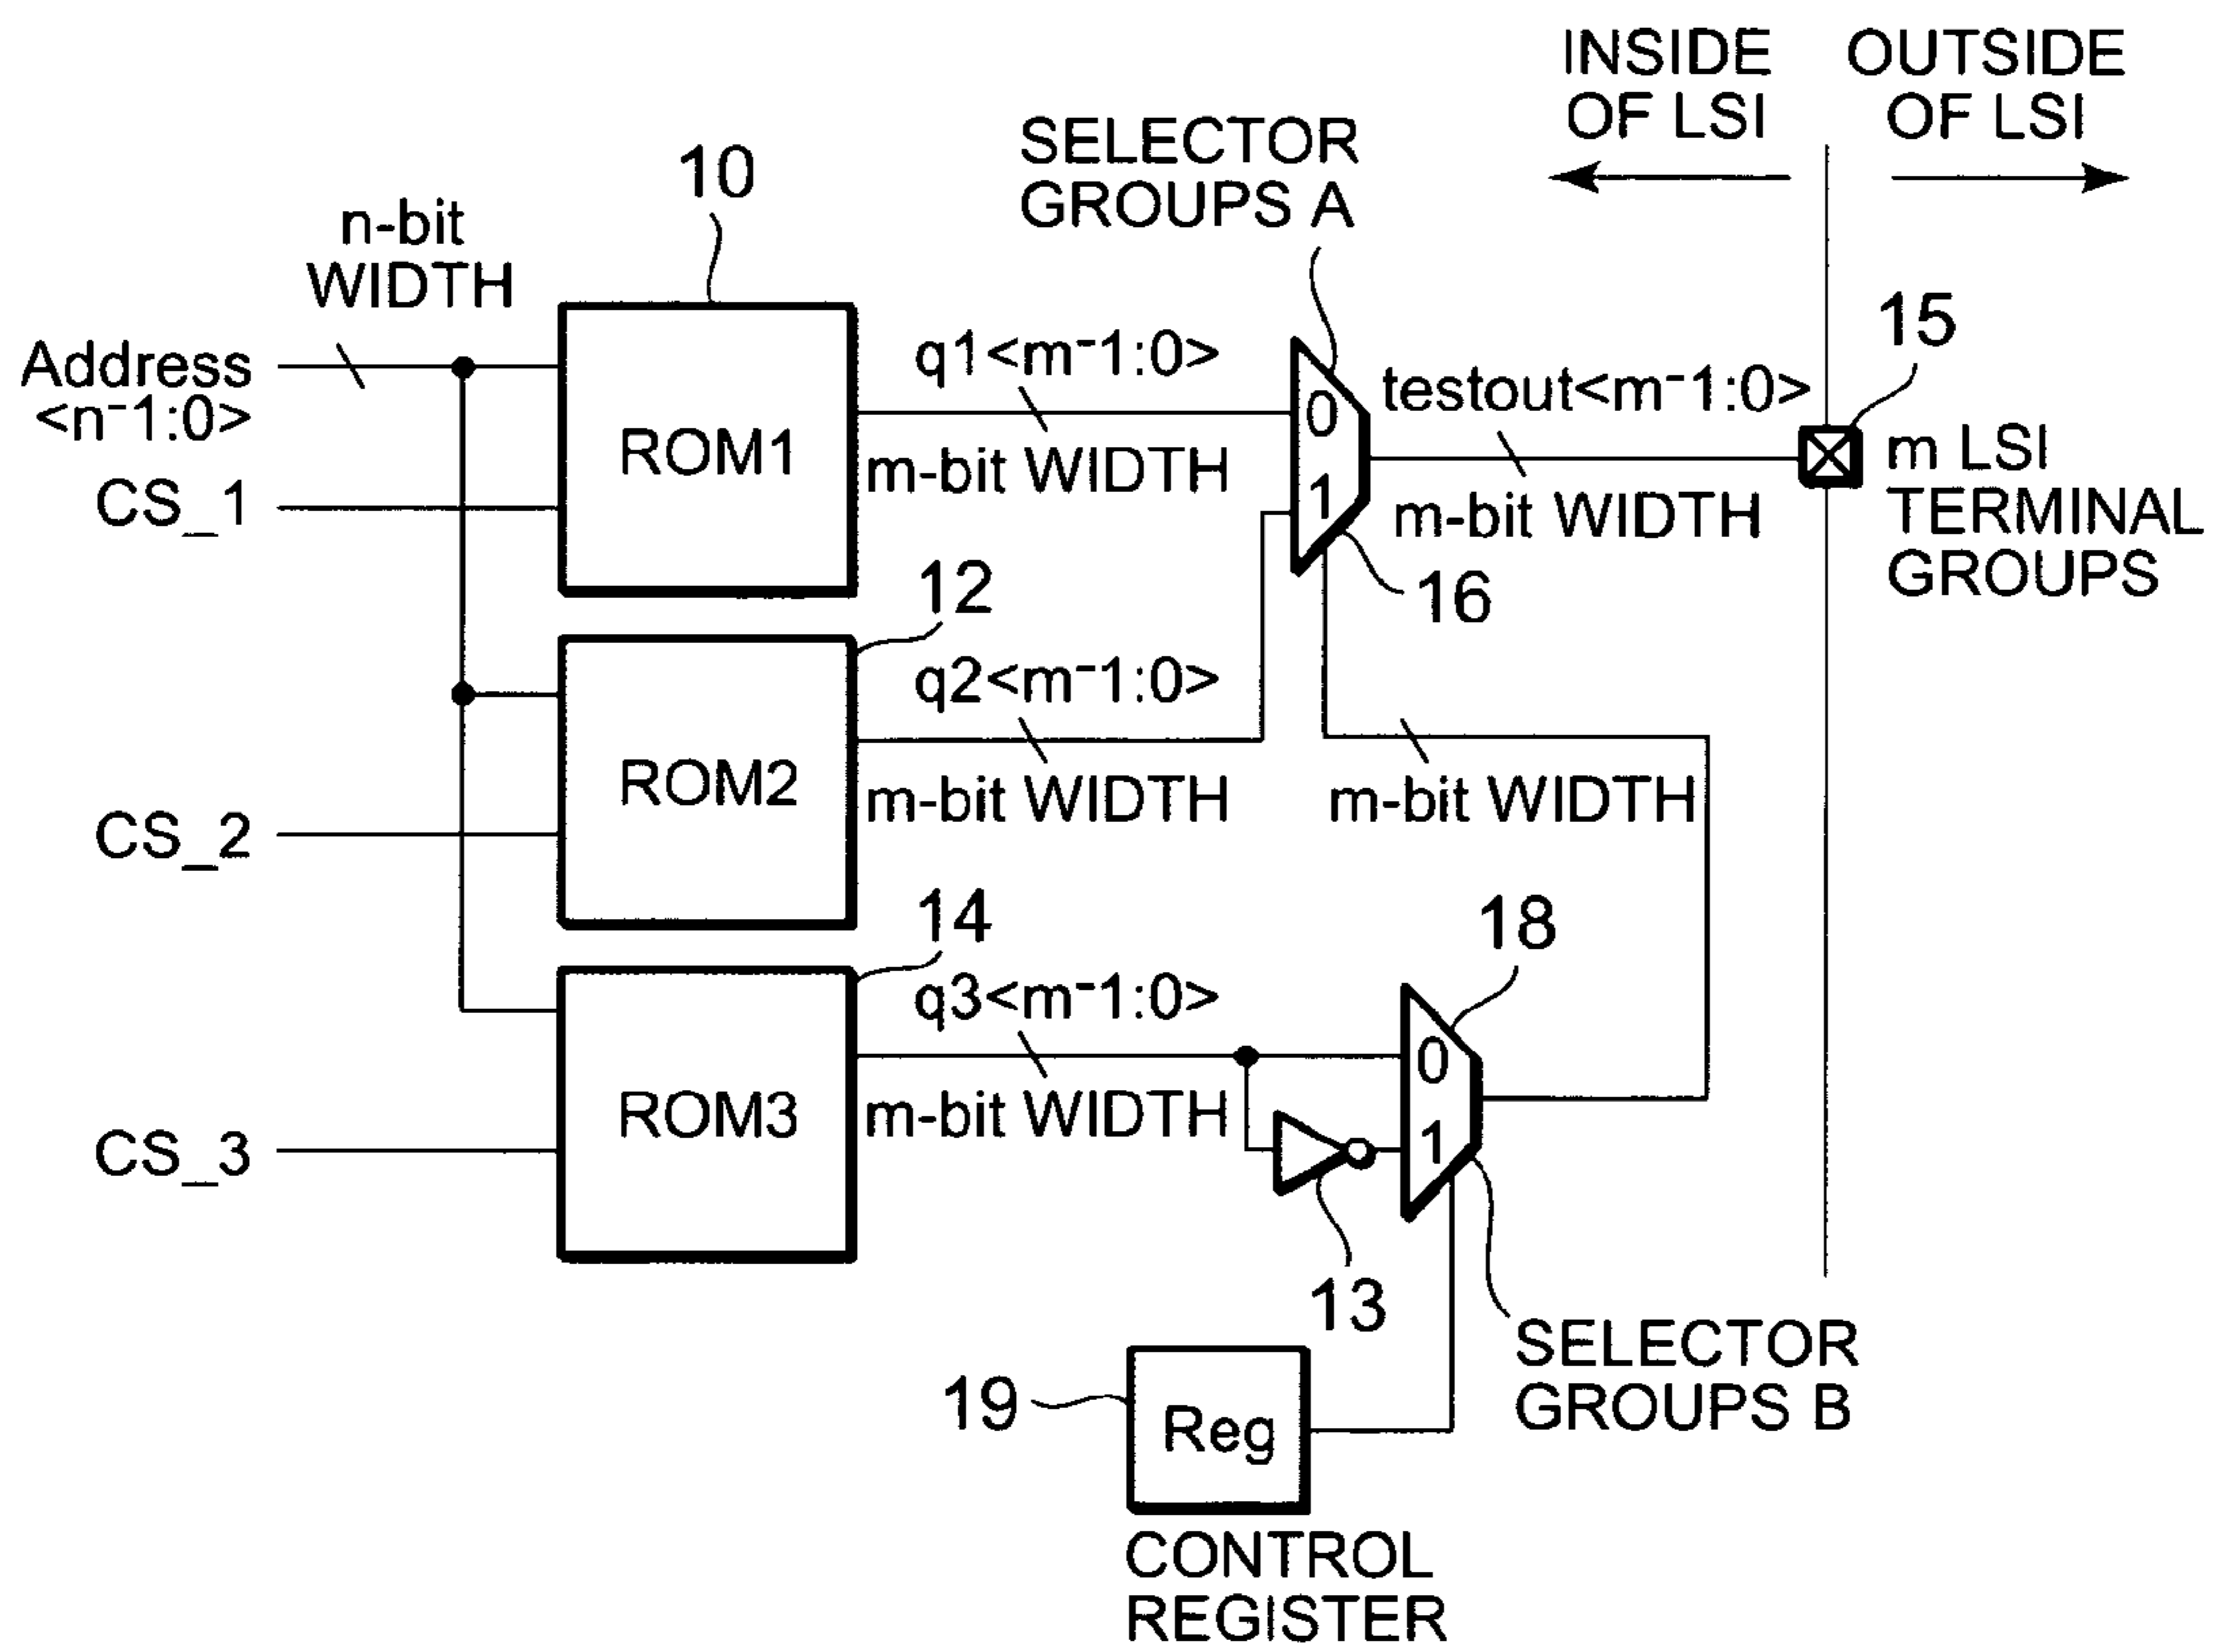 INSIDE
OF LSI
OUTSIDE
OF LSI
SELECTOR
GROUPS A
10
n-bit
WIDTH
15
Address
<n-1:0>
ROM1
q1<m-1:0>
m-bit WIDTH
0
1
testout<m-1:0>
m-bit WIDTH
m LSI
TERMINAL
GROUPS
CS_1
16
12
ROM2
q2<m-1:0>
m-bit WIDTH
m-bit WIDTH
CS_2
14
18
ROM3
q3<m-1:0>
m-bit WIDTH
0
1
CS_3
13
SELECTOR
GROUPS B
19
Reg
CONTROL
REGISTER